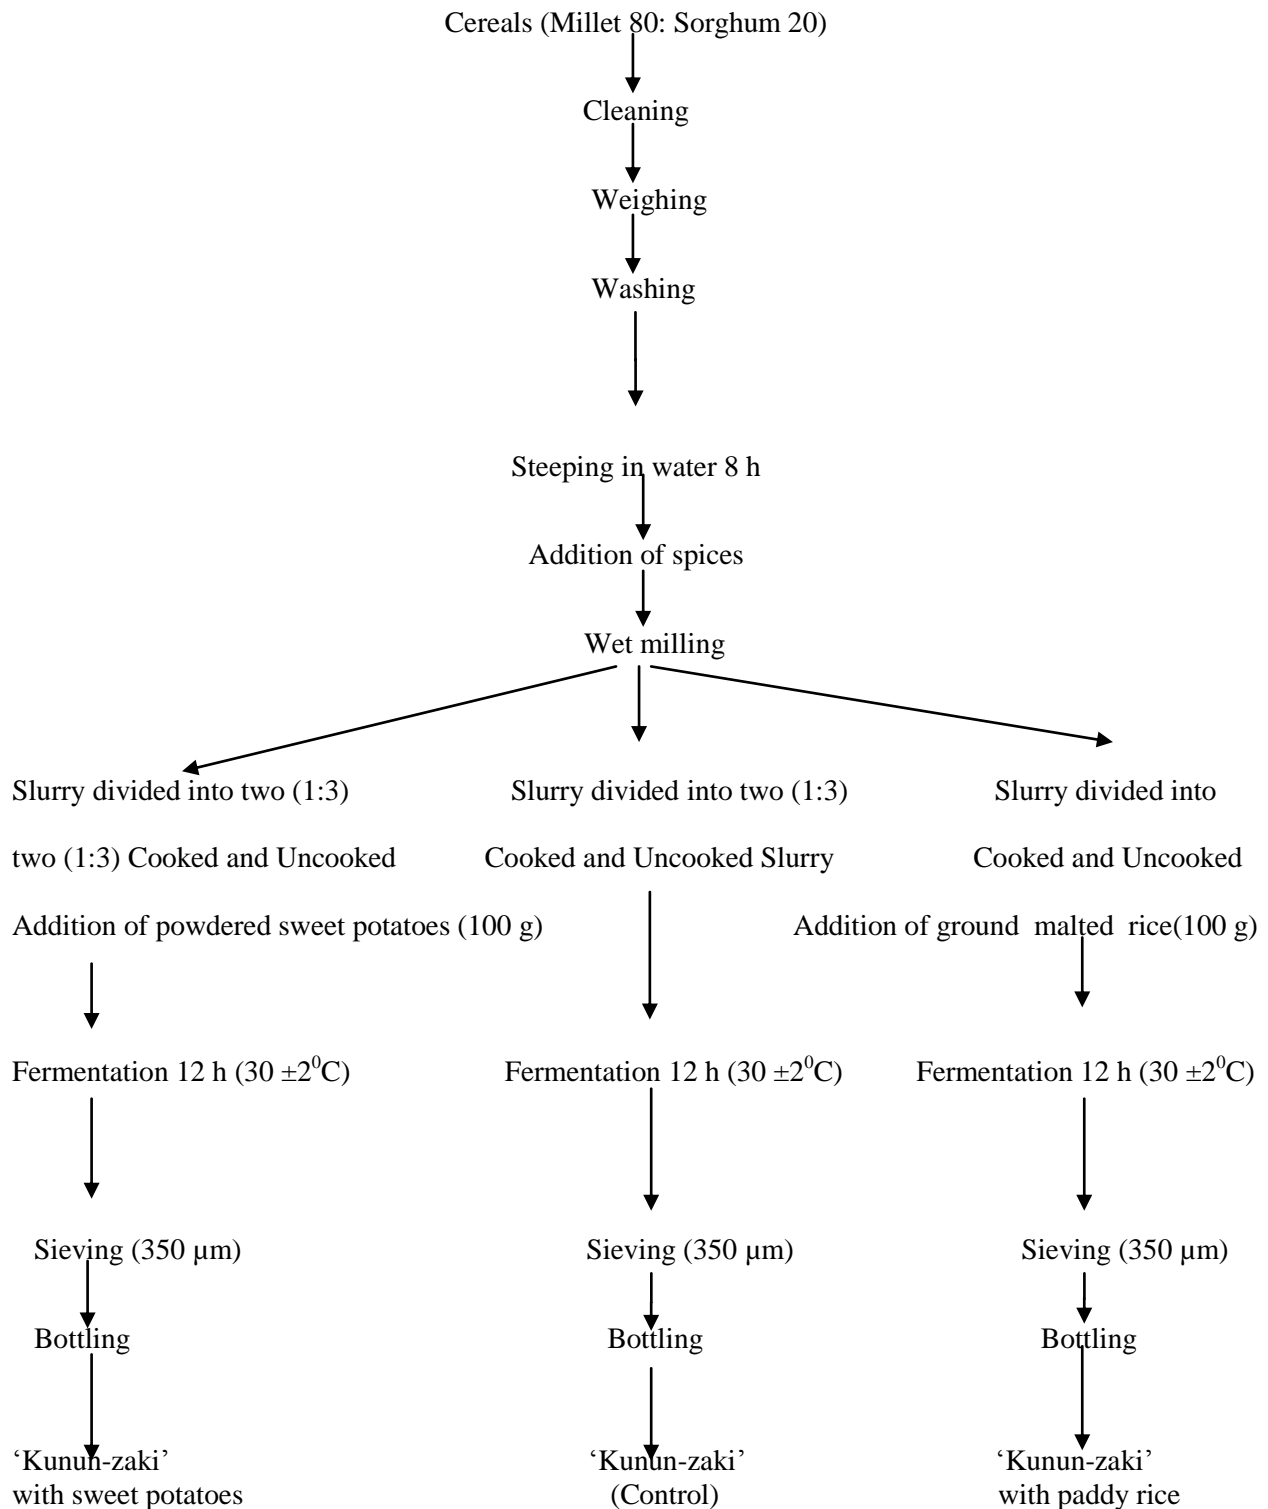 Cereals (Millet 80: Sorghum 20)
Cleaning
Weighing
Washing
Steeping in water 8 h
Addition of spices
Wet milling
Slurry divided into two (1:3)
Slurry divided into two (1:3)
Slurry divided into
two (1:3) Cooked and Uncooked
Cooked and Uncooked Slurry
Cooked and Uncooked
Addition of powdered sweet potatoes (100 g)
Addition of ground malted rice(100 g)
Fermentation 12 h (30 ±2⁰C)
Fermentation 12 h (30 ±2⁰C)
Fermentation 12 h (30 ±2⁰C)
Sieving (350 µm)
Sieving (350 µm)
Sieving (350 µm)
Bottling
Bottling
Bottling
‘Kunun-zaki’
with sweet potatoes
‘Kunun-zaki’
(Control)
‘Kunun-zaki’
with paddy rice